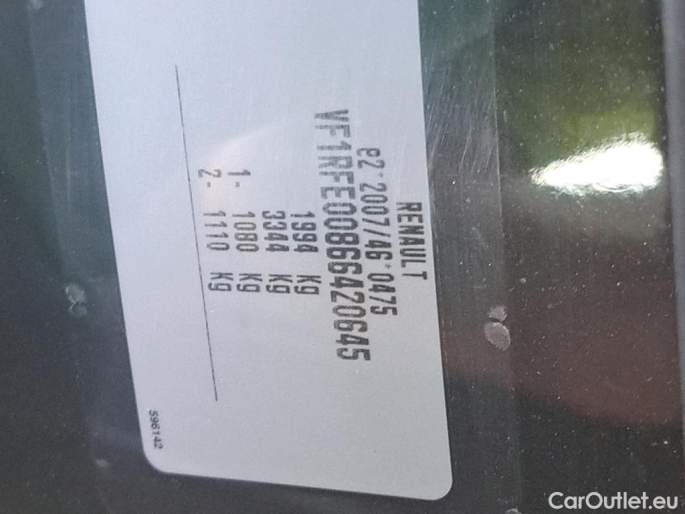 RENAULT
e2*2007/46*0475
VF1RFE00866420645
1994 Kg
3344 Kg
1- 1080 Kg
2- 1110 Kg
596142
CarOutlet.eu